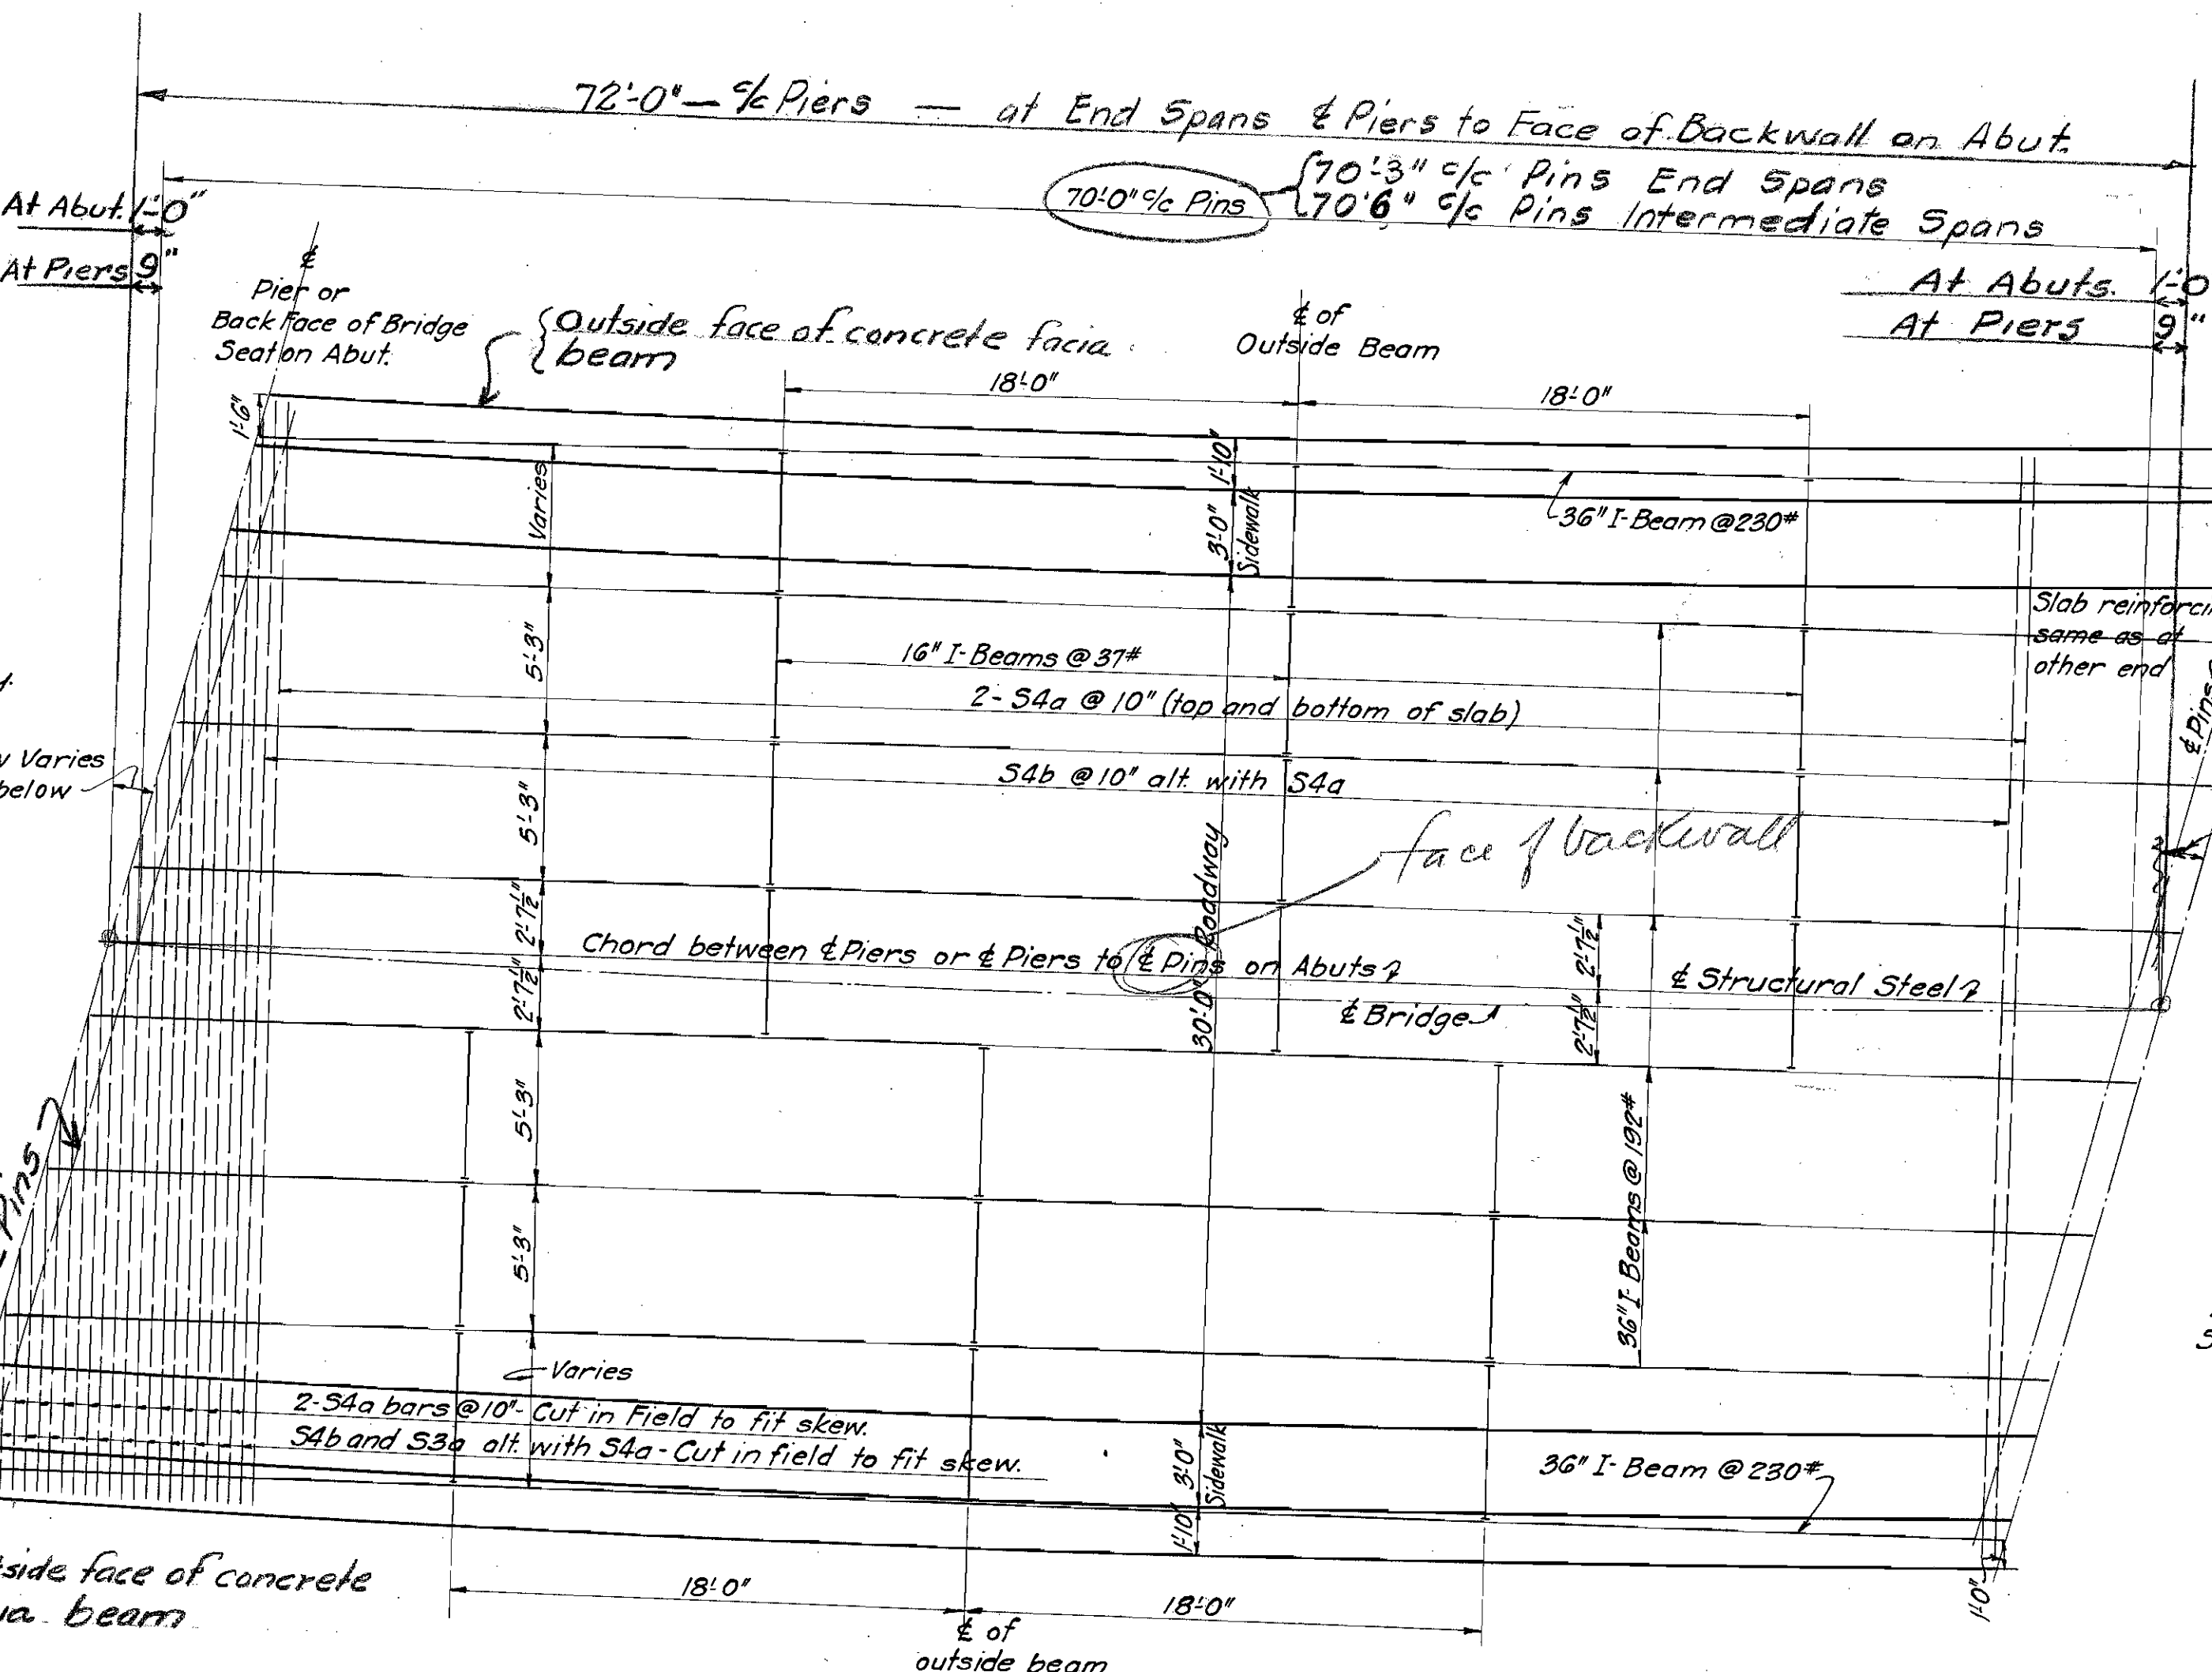 72'-0" — c/c Piers — at End Spans ℄ Piers to Face of Backwall on Abut.
70'-0" c/c Pins
70'-3" c/c Pins End Spans
70'6" c/c Pins Intermediate Spans
At Abut. 1'-0"
At Piers 9"
At Abuts. 1'-0
At Piers 9"
℄
Pier or
Back Face of Bridge
Seat on Abut.
Outside face of concrete facia
beam
℄ of
Outside Beam
18'-0"
18'-0"
1'-6"
Varies
1'-10"
3'-0"
Sidewalk
36" I-Beam @ 230#
5'-3"
16" I-Beams @ 37#
2- S4a @ 10" (top and bottom of slab)
Slab reinforcin
same as at
other end
℄ Pins
Varies
below
S4b @ 10" alt. with S4a
5'-3"
face of backwall
30'-0" Roadway
2'-7½"
2'-7½"
Chord between ℄ Piers or ℄ Piers to ℄ Pins on Abuts
2'-7½"
2'-7½"
℄ Structural Steel
℄ Bridge
5'-3"
36" I-Beams @ 192#
Pins
5'-3"
Varies
2-S4a bars @ 10"- Cut in Field to fit skew.
S4b and S3a alt. with S4a - Cut in field to fit skew.
3'-0"
Sidewalk
36" I-Beam @ 230#
1'-10"
side face of concrete
beam
18'-0"
18'-0"
1'-0"
℄ of
outside beam